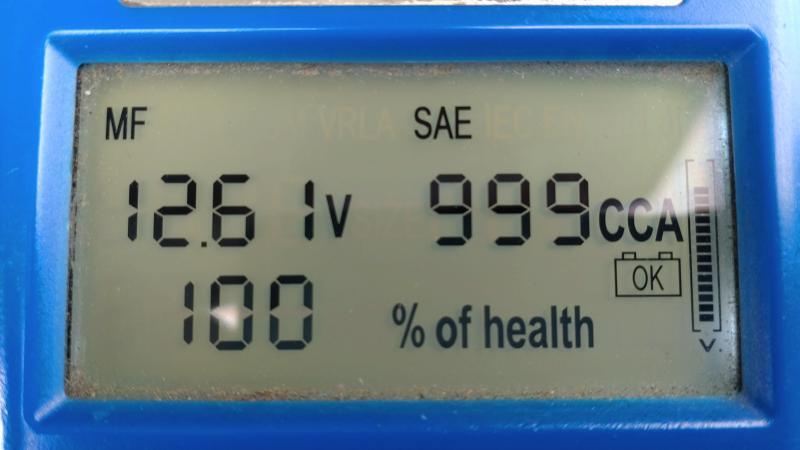 MF SAE
12.61V 999CCA
OK
100 % of health